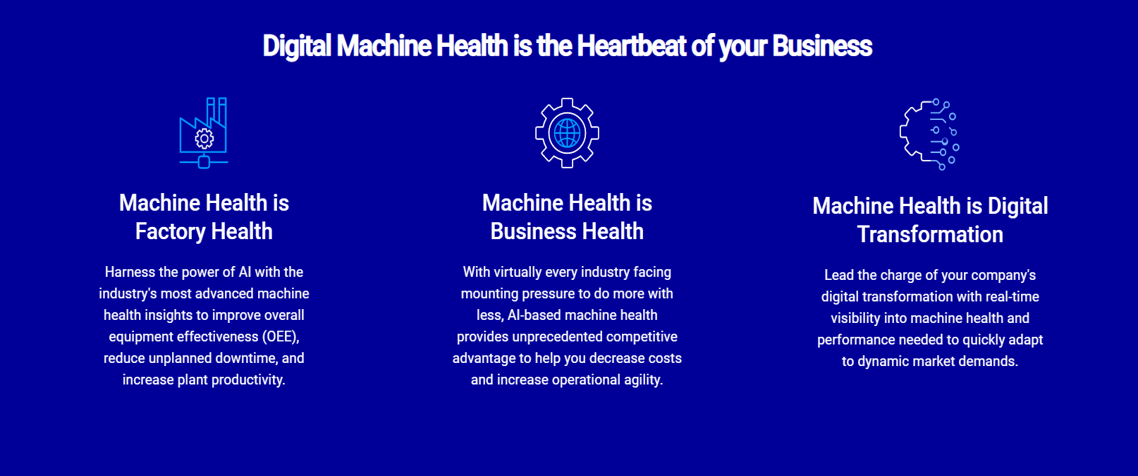 Digital Machine Health is the Heartbeat of your Business
Machine Health is
Factory Health
Harness the power of AI with the
industry's most advanced machine
health insights to improve overall
equipment effectiveness (OEE),
reduce unplanned downtime, and
increase plant productivity.
Machine Health is
Business Health
With virtually every industry facing
mounting pressure to do more with
less, AI-based machine health
provides unprecedented competitive
advantage to help you decrease costs
and increase operational agility.
Machine Health is Digital
Transformation
Lead the charge of your company's
digital transformation with real-time
visibility into machine health and
performance needed to quickly adapt
to dynamic market demands.